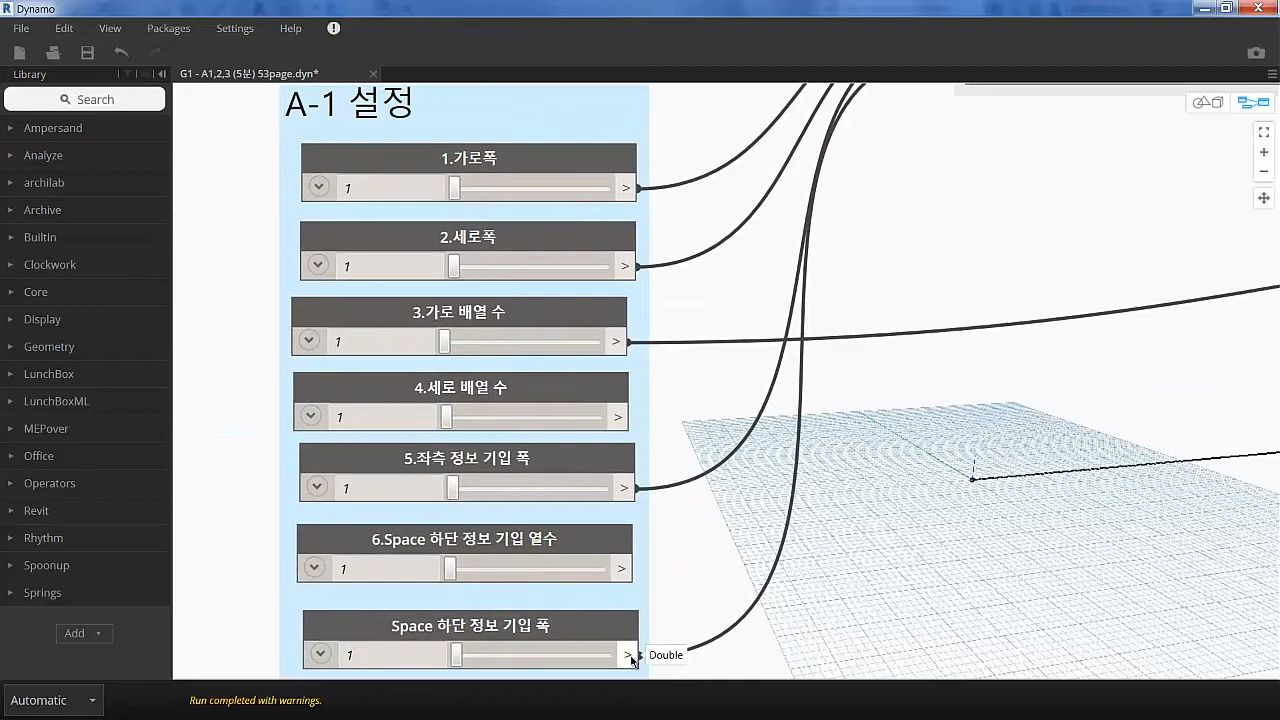 Dynamo
File Edit View Packages Settings Help
Library
G1 - A1,2,3 (5분) 53page.dyn*
Search
Ampersand
Analyze
archilab
Archive
BuiltIn
Clockwork
Core
Display
Geometry
LunchBox
LunchBoxML
MEPover
Office
Operators
Revit
Rhythm
Spoonup
Springs
Add
A-1 설정
1.가로폭
1 >
2.세로폭
1 >
3.가로 배열 수
1 >
4.세로 배열 수
1 >
5.좌측 정보 기입 폭
1 >
6.Space 하단 정보 기입 열수
1 >
Space 하단 정보 기입 폭
1 > Double
Automatic
Run completed with warnings.